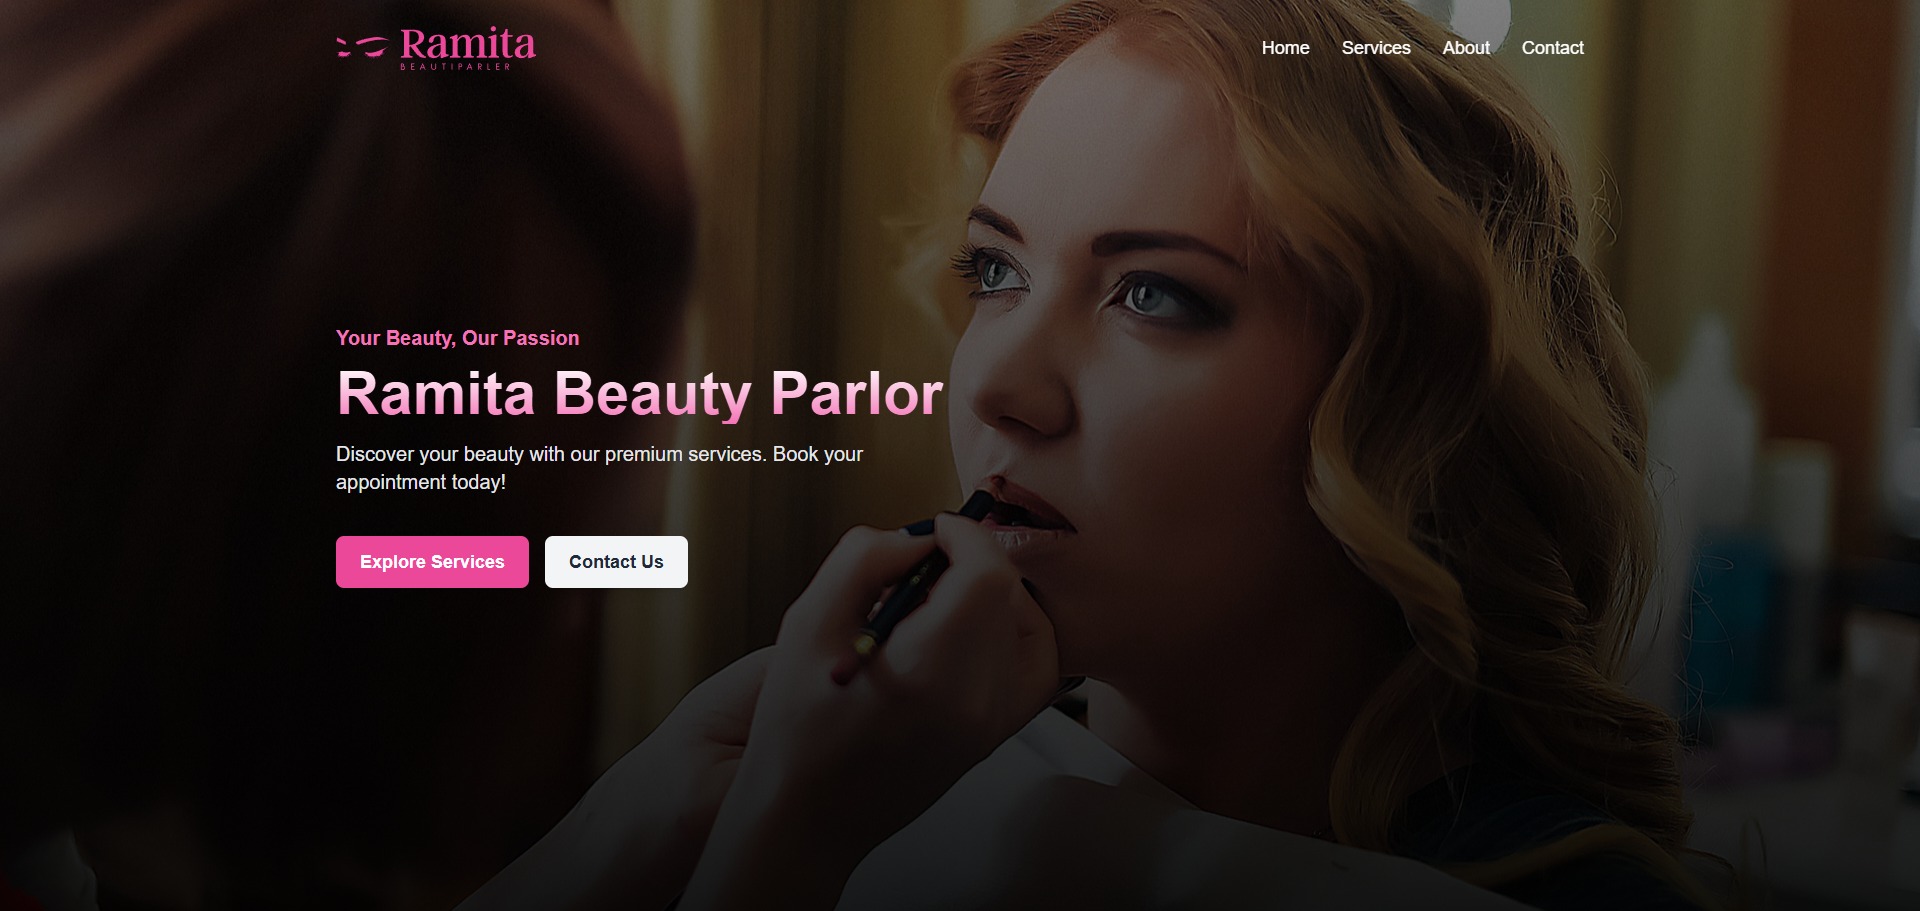 Ramita
BEAUTIPARLER
Home Services About Contact
Your Beauty, Our Passion
Ramita Beauty Parlor
Discover your beauty with our premium services. Book your
appointment today!
Explore Services Contact Us